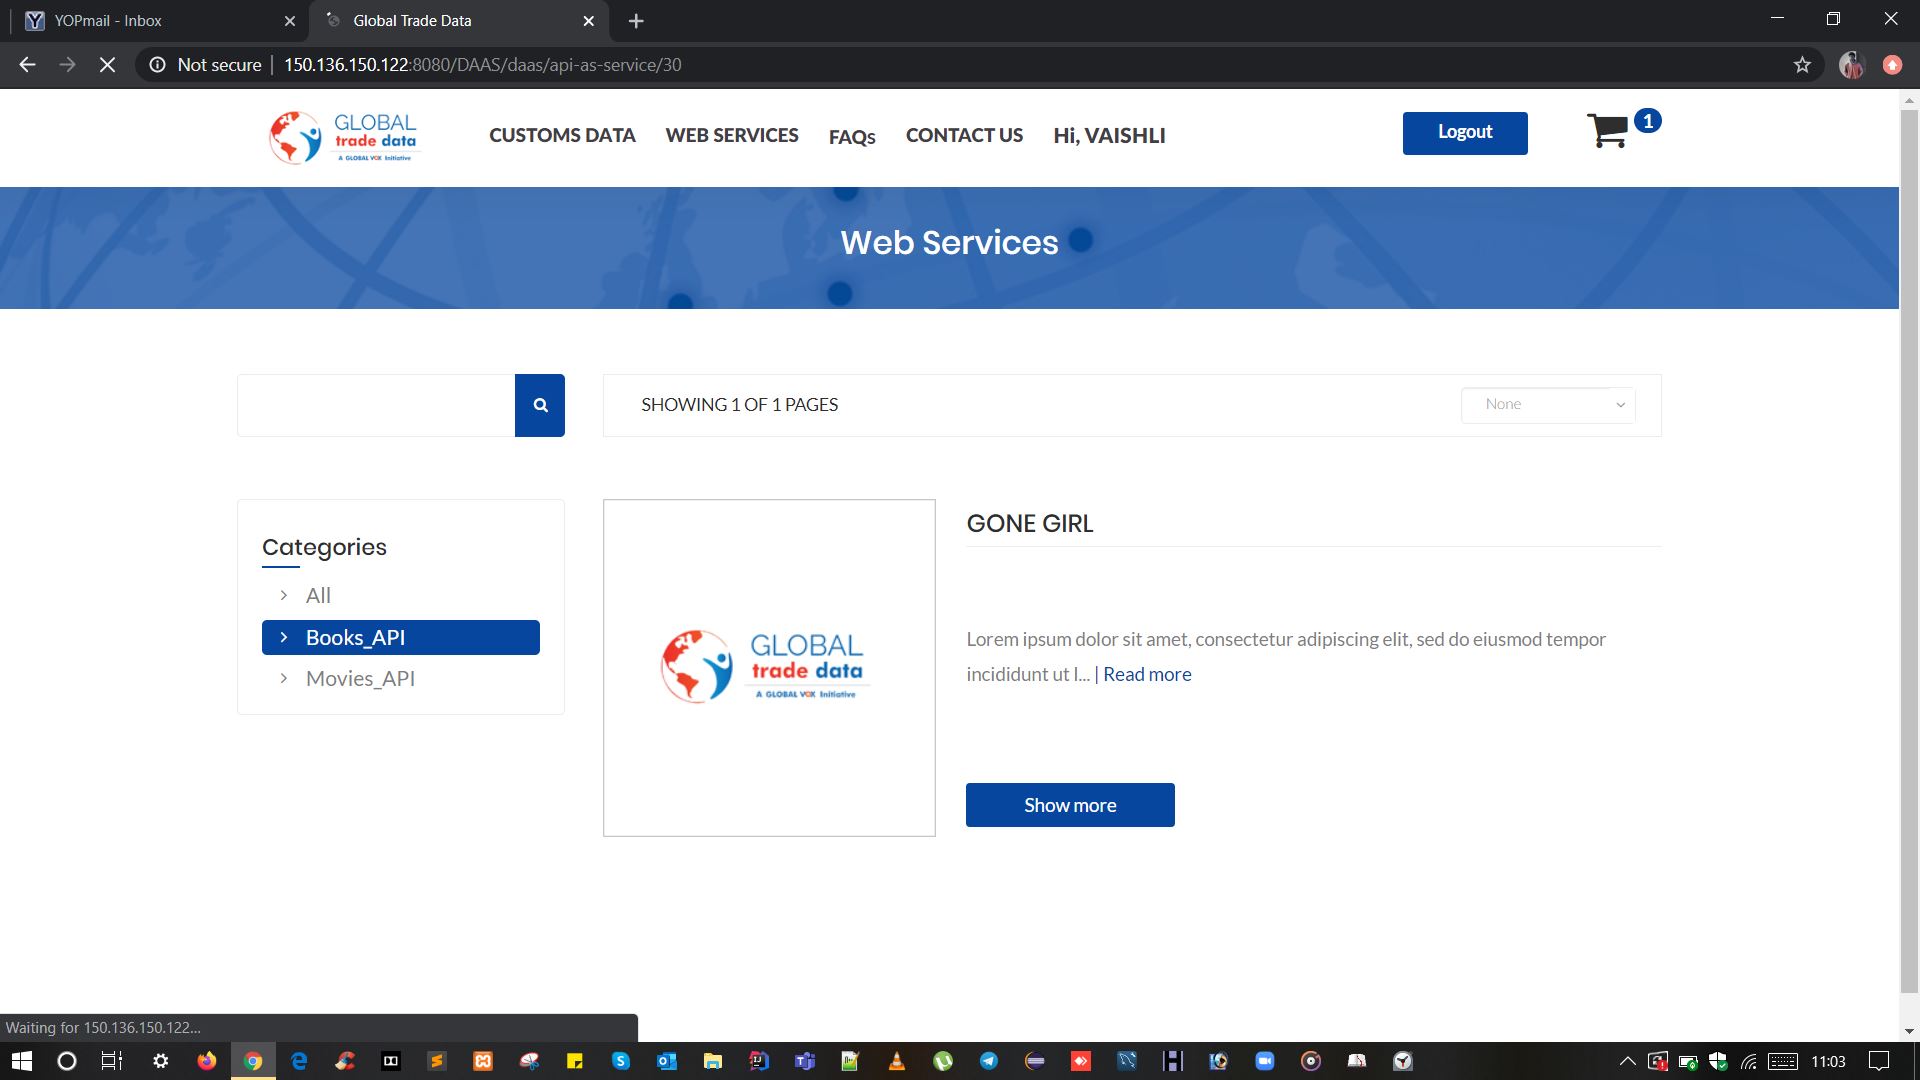 YOPmail - Inbox
Global Trade Data
Not secure | 150.136.150.122:8080/DAAS/daas/api-as-service/30
GLOBAL
trade data
A GLOBAL VOX Initiative
CUSTOMS DATA
WEB SERVICES
FAQs
CONTACT US
Hi, VAISHLI
Logout
1
Web Services
SHOWING 1 OF 1 PAGES
None
Categories
All
Books_API
Movies_API
GLOBAL
trade data
A GLOBAL VOX Initiative
GONE GIRL
Lorem ipsum dolor sit amet, consectetur adipiscing elit, sed do eiusmod tempor
incididunt ut l... | Read more
Show more
Waiting for 150.136.150.122...
11:03